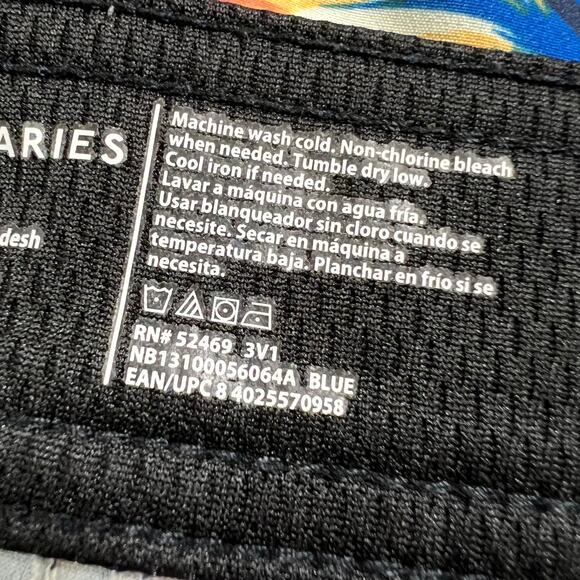 ARIES
desh
Machine wash cold. Non-chlorine bleach
when needed. Tumble dry low.
Cool iron if needed.
Lavar a máquina con agua fría.
Usar blanqueador sin cloro cuando se
necesite. Secar en máquina a
temperatura baja. Planchar en frío si se
necesita.
RN# 52469 3V1
NB13100056064A BLUE
EAN/UPC 8 4025570958